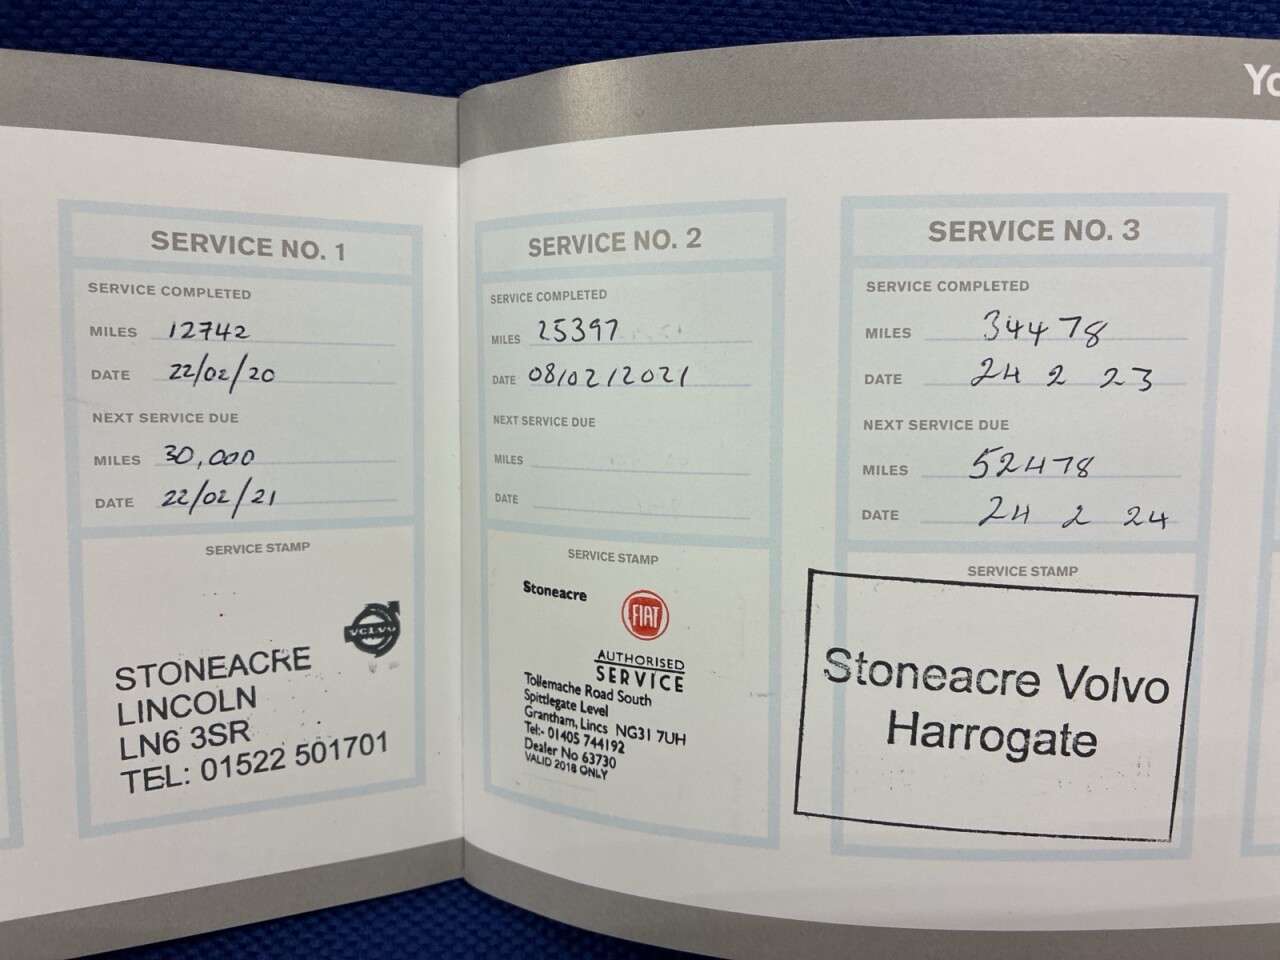 Yo
SERVICE NO. 1
SERVICE COMPLETED
MILES 12742
DATE 22/02/20
NEXT SERVICE DUE
MILES 30,000
DATE 22/02/21
SERVICE STAMP
VOLVO
STONEACRE
LINCOLN
LN6 3SR
TEL: 01522 501701
SERVICE NO. 2
SERVICE COMPLETED
MILES 25397
DATE 08/02/2021
NEXT SERVICE DUE
MILES
DATE
SERVICE STAMP
Stoneacre
FIAT
AUTHORISED
SERVICE
Tollemache Road South
Spittlegate Level
Grantham, Lincs NG31 7UH
Tel:- 01405 744192
Dealer No 63730
VALID 2018 ONLY
SERVICE NO. 3
SERVICE COMPLETED
MILES 34478
DATE 24 2 23
NEXT SERVICE DUE
MILES 52478
DATE 24 2 24
SERVICE STAMP
Stoneacre Volvo
Harrogate